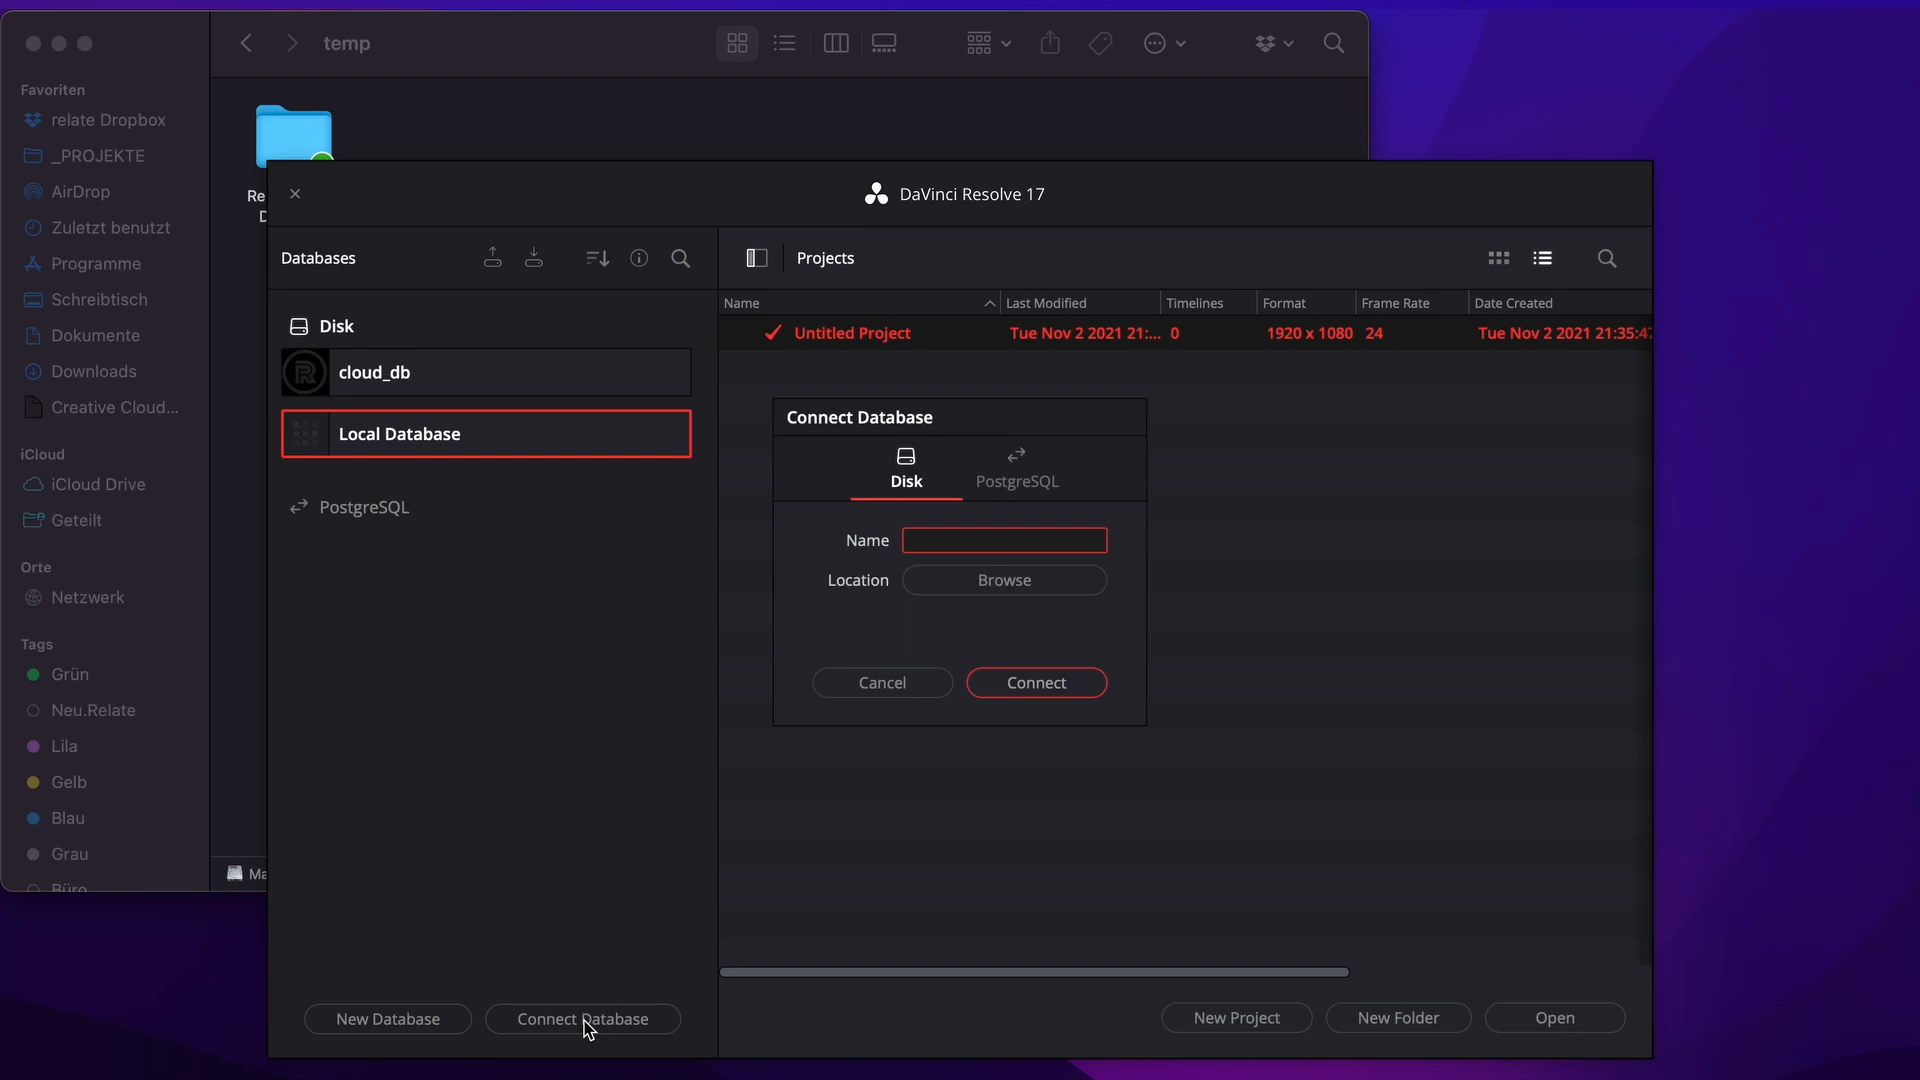 temp
Favoriten
relate Dropbox
_PROJEKTE
AirDrop
Zuletzt benutzt
Programme
Schreibtisch
Dokumente
Downloads
Creative Cloud...
iCloud
iCloud Drive
Geteilt
Orte
Netzwerk
Tags
Grün
Neu.Relate
Lila
Gelb
Blau
Grau
Büro
Re
D
Ma
DaVinci Resolve 17
Databases
Disk
cloud_db
Local Database
PostgreSQL
New Database
Connect Database
Projects
Name Last Modified Timelines Format Frame Rate Date Created
Untitled Project Tue Nov 2 2021 21:... 0 1920 x 1080 24 Tue Nov 2 2021 21:35:47
Connect Database
Disk PostgreSQL
Name
Location Browse
Cancel Connect
New Project New Folder Open